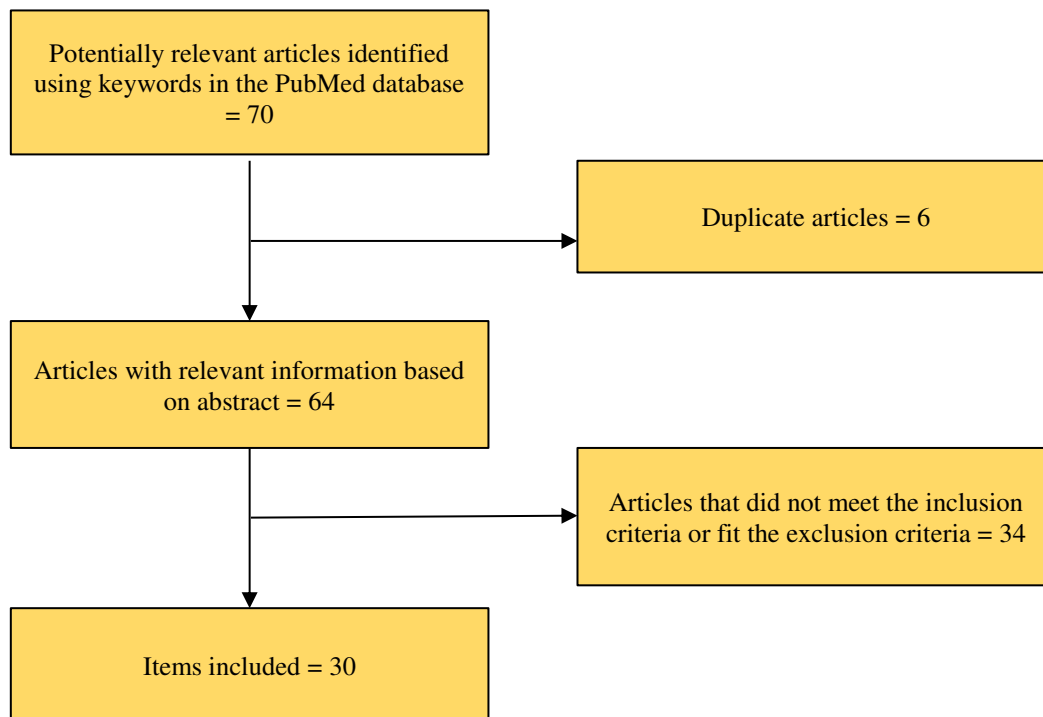 Potentially relevant articles identified
using keywords in the PubMed database
= 70
Duplicate articles = 6
Articles with relevant information based
on abstract = 64
Articles that did not meet the inclusion
criteria or fit the exclusion criteria = 34
Items included = 30